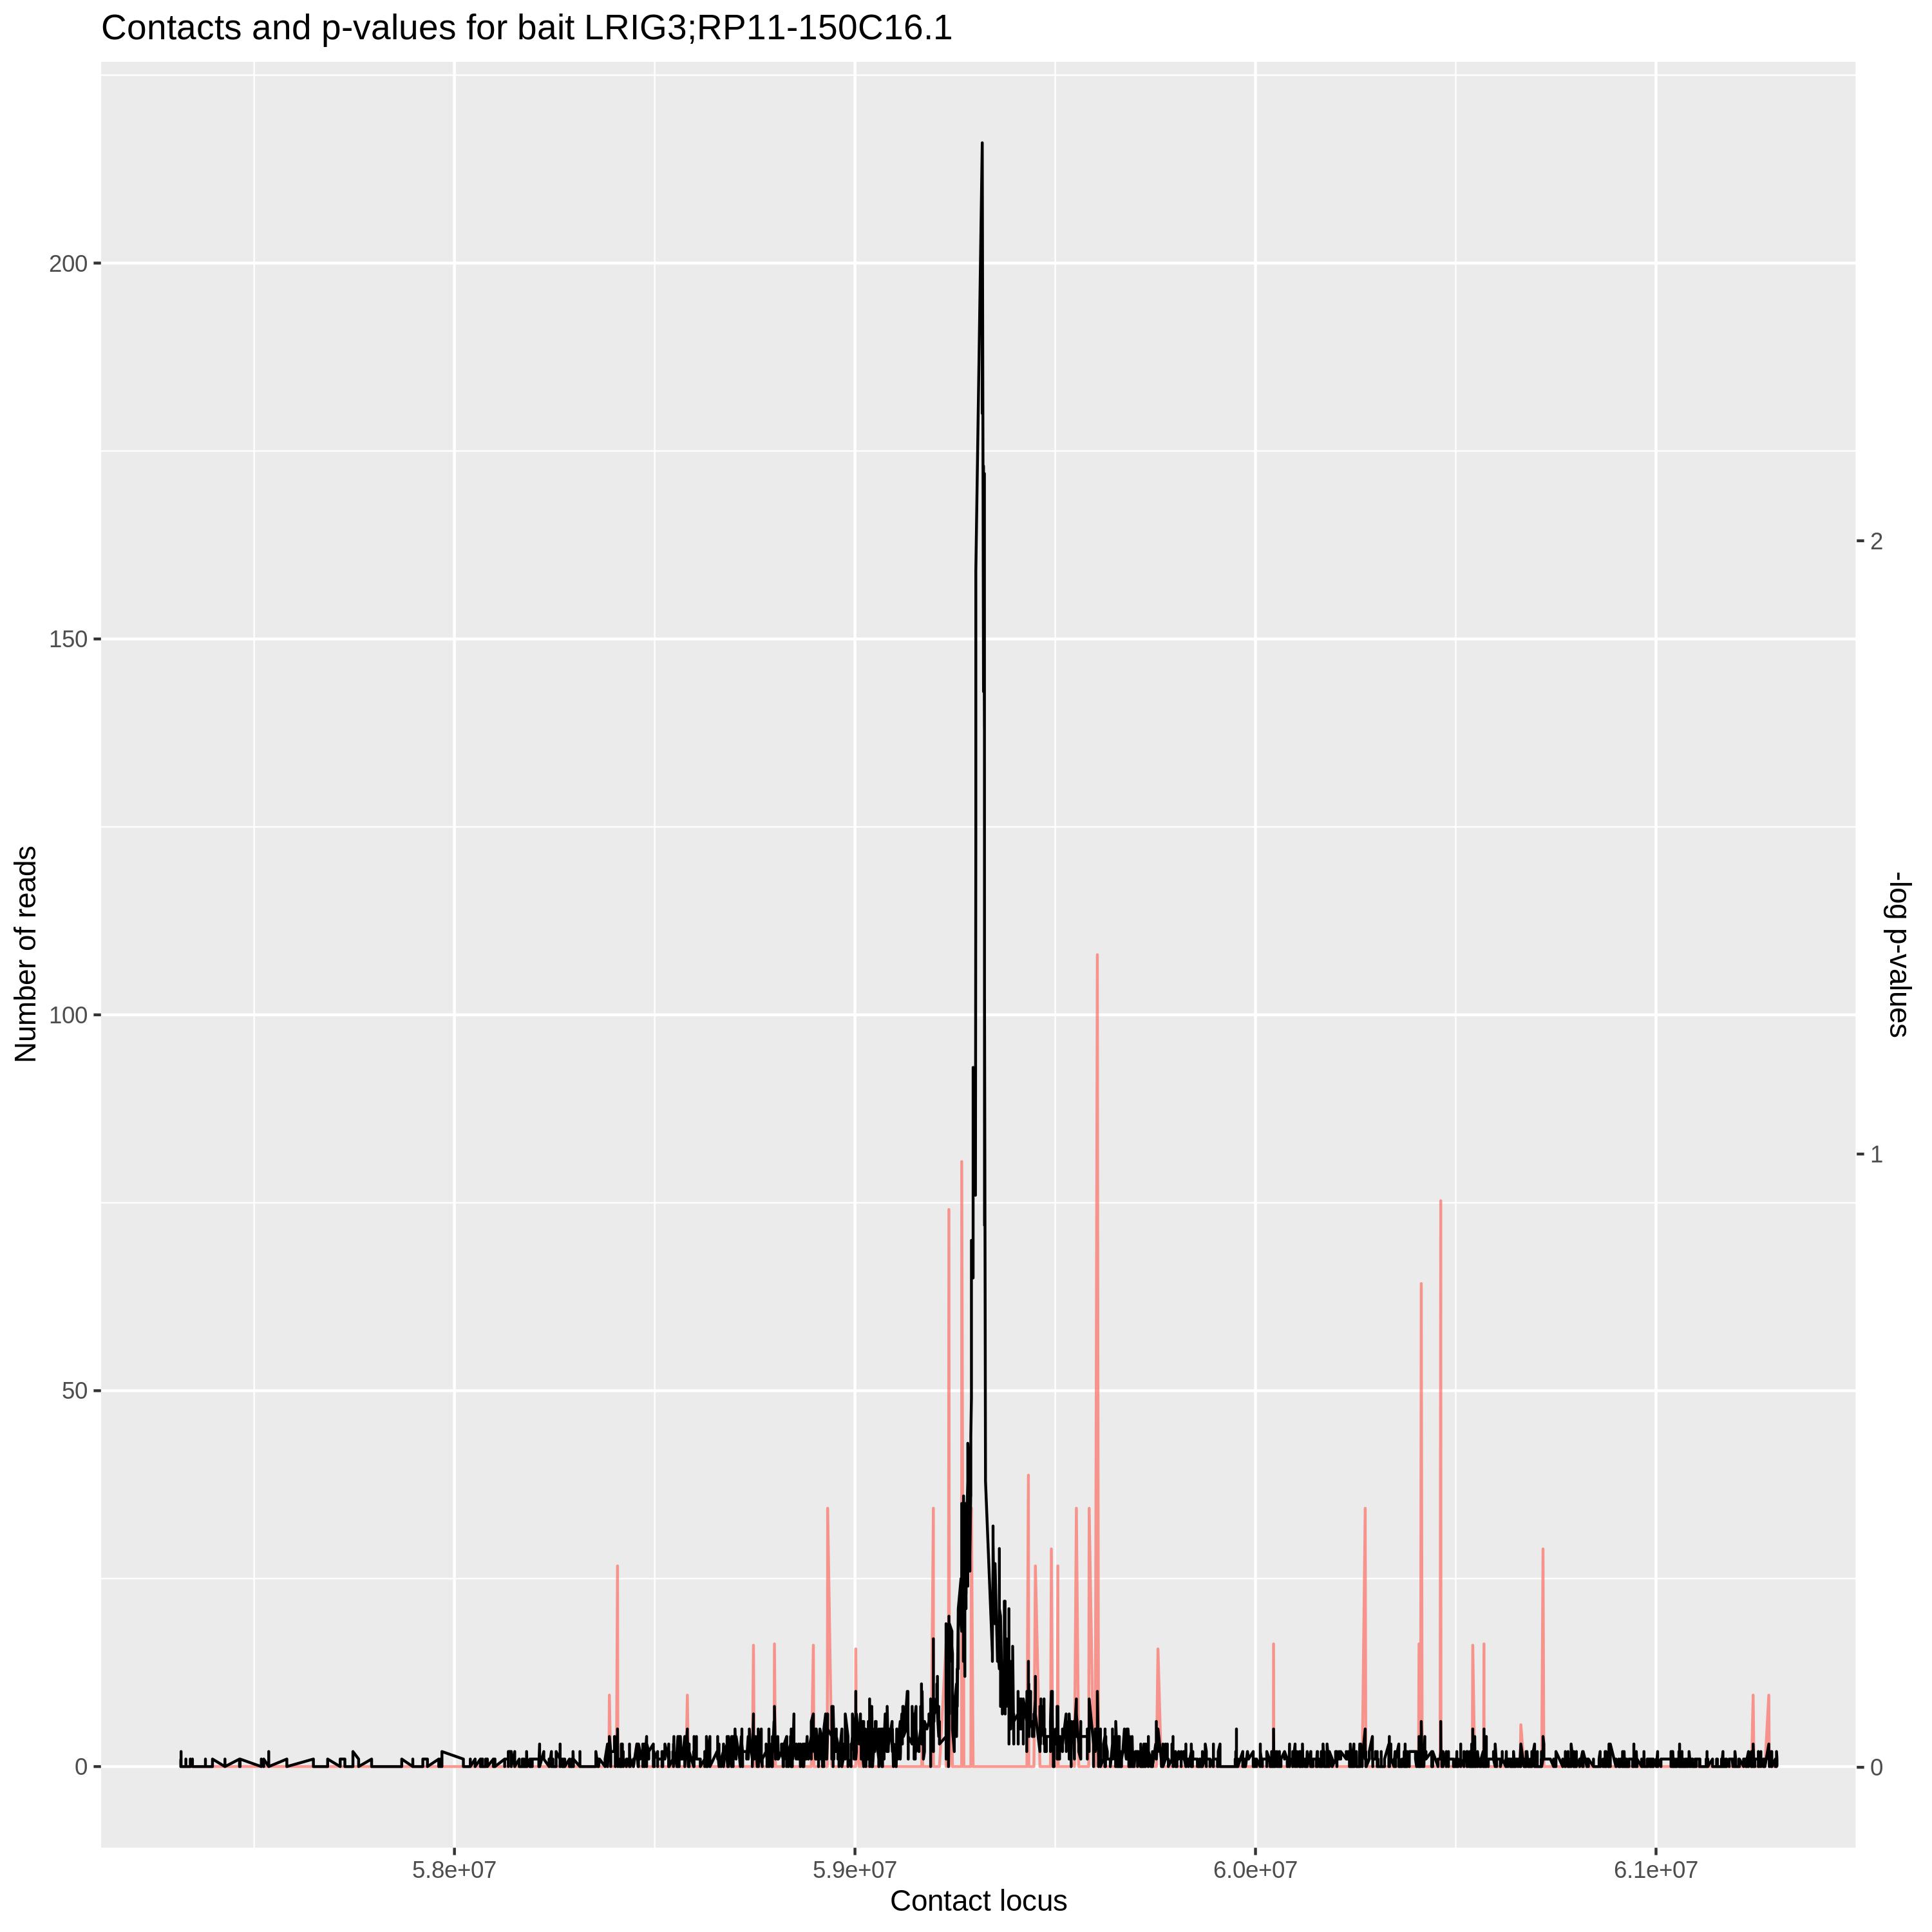 Contacts and p-values for bait LRIG3;RP11-150C16.1
200
150
100
50
0
Number of reads
2
1
0
-log p-values
5.8e+07
5.9e+07
6.0e+07
6.1e+07
Contact locus